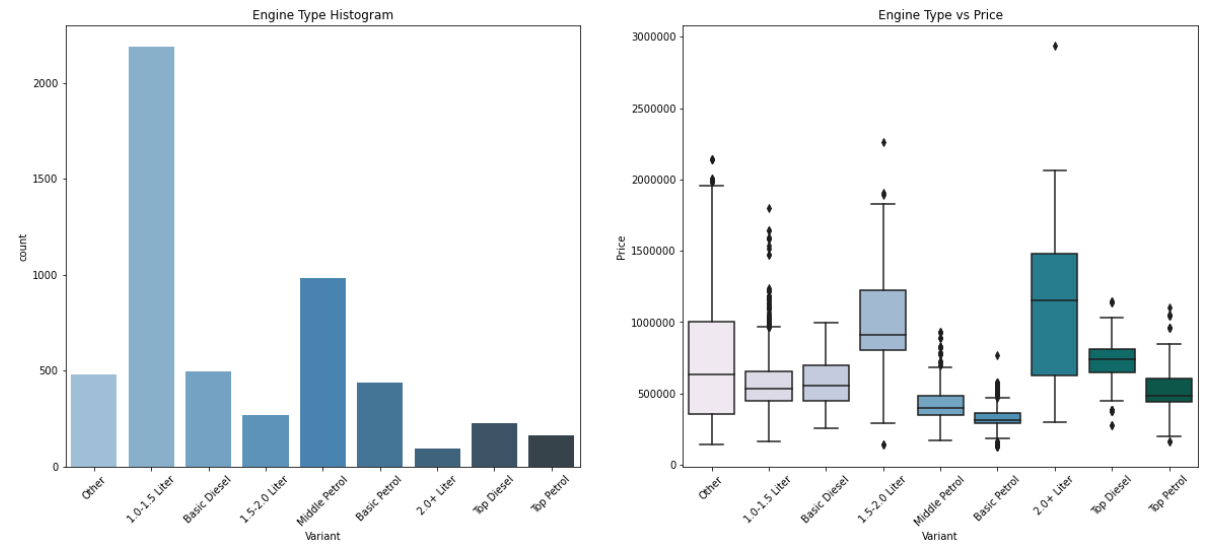 Engine Type Histogram
count
2000
1500
1000
500
0
Other
1.0-1.5 Liter
Basic Diesel
1.5-2.0 Liter
Middle Petrol
Basic Petrol
2.0+ Liter
Top Diesel
Top Petrol
Variant
Engine Type vs Price
Price
3000000
2500000
2000000
1500000
1000000
500000
0
Other
1.0-1.5 Liter
Basic Diesel
1.5-2.0 Liter
Middle Petrol
Basic Petrol
2.0+ Liter
Top Diesel
Top Petrol
Variant